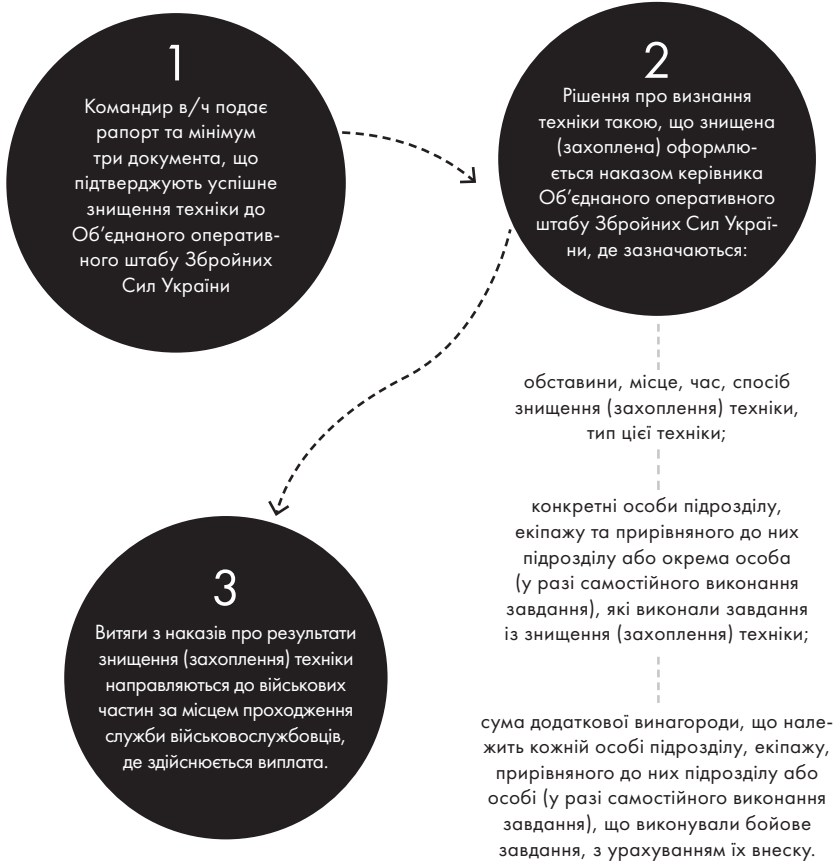 1
Командир в/ч подає
рапорт та мінімум
три документа, що
підтверджують успішне
знищення техніки до
Об’єднаного оператив-
ного штабу Збройних
Сил України
2
Рішення про визнання
техніки такою, що знищена
(захоплена) оформлю-
ється наказом керівника
Об’єднаного оперативного
штабу Збройних Сил Украї-
ни, де зазначаються:
обставини, місце, час, спосіб
знищення (захоплення) техніки,
тип цієї техніки;
конкретні особи підрозділу,
екіпажу та прирівняного до них
підрозділу або окрема особа
(у разі самостійного виконання
завдання), які виконали завдання
із знищення (захоплення) техніки;
сума додаткової винагороди, що нале-
жить кожній особі підрозділу, екіпажу,
прирівняного до них підрозділу або
особі (у разі самостійного виконання
завдання), що виконували бойове
завдання, з урахуванням їх внеску.
3
Витяги з наказів про результати
знищення (захоплення) техніки
направляються до військових
частин за місцем проходження
служби військовослужбовців,
де здійснюється виплата.